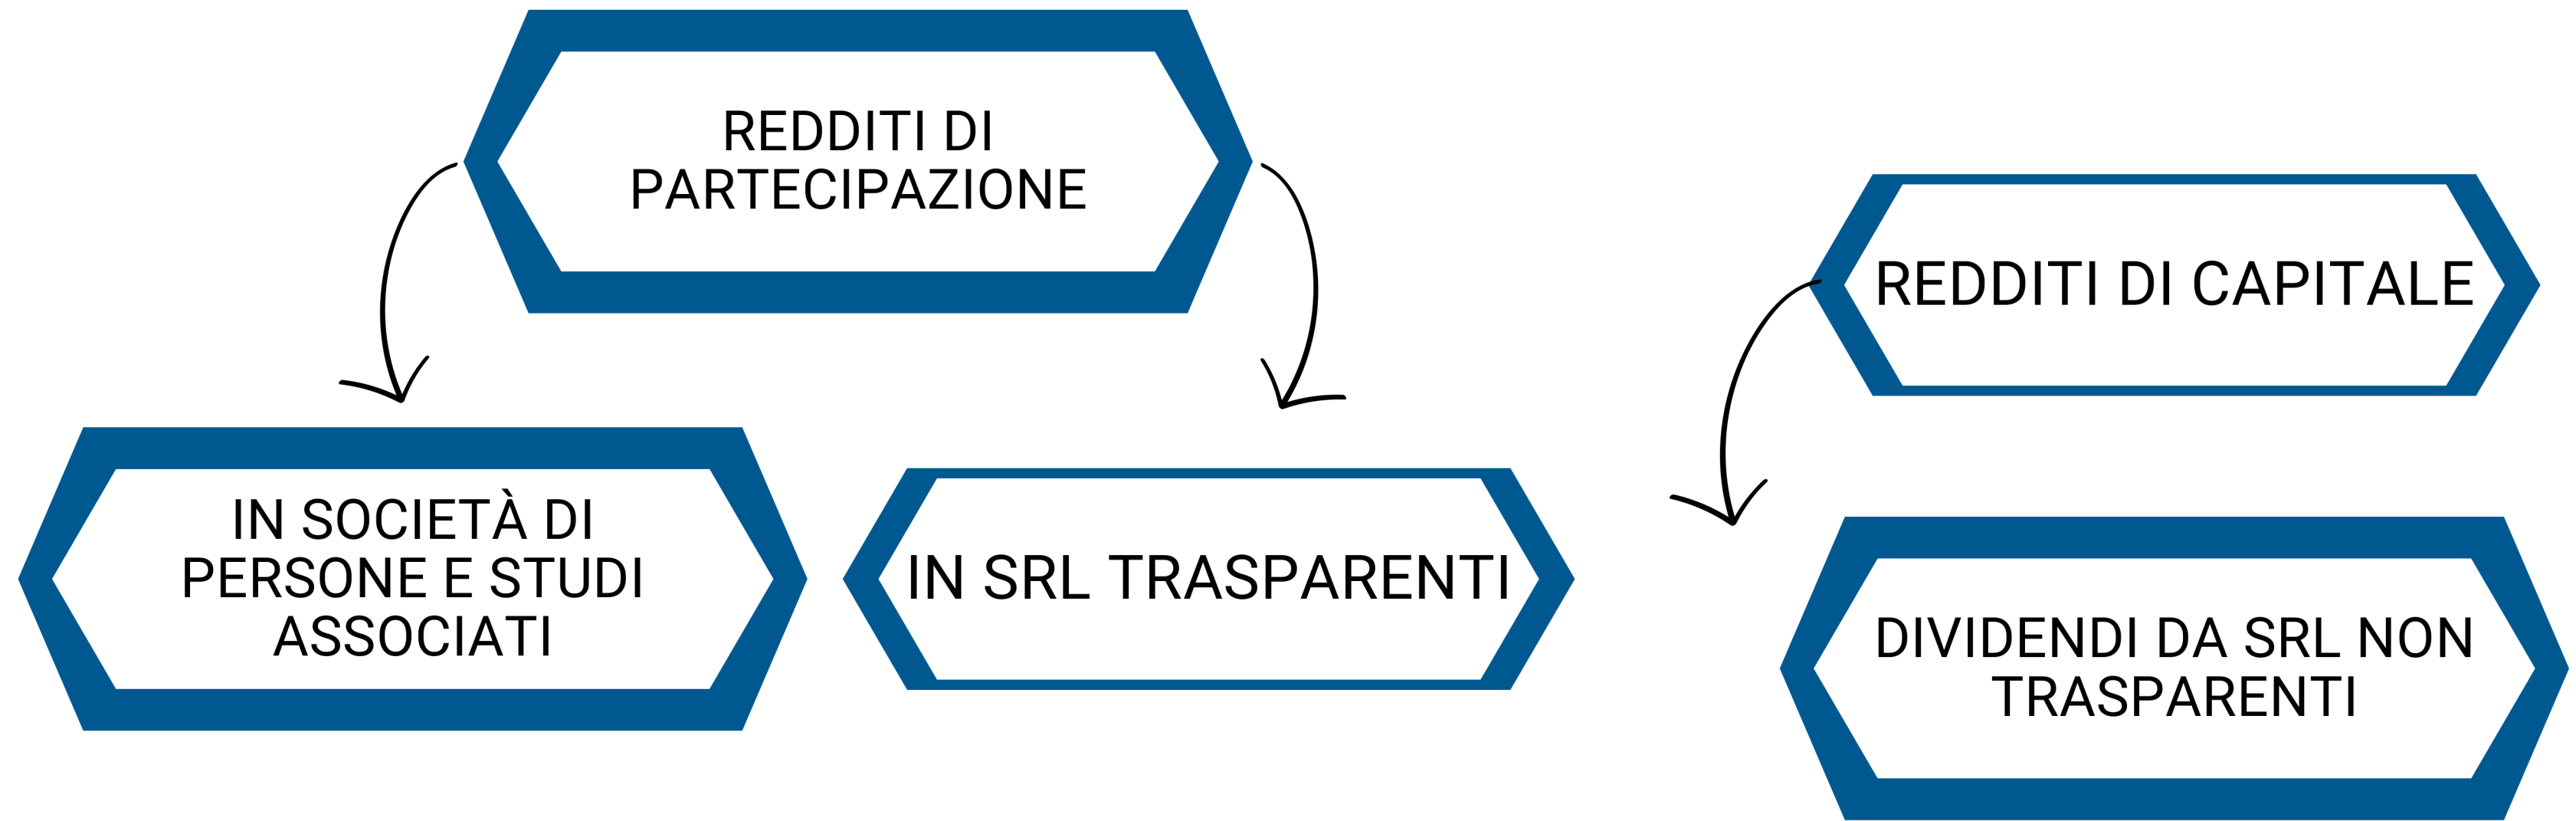 REDDITI DI
PARTECIPAZIONE
REDDITI DI CAPITALE
IN SOCIETÀ DI
PERSONE E STUDI
ASSOCIATI
IN SRL TRASPARENTI
DIVIDENDI DA SRL NON
TRASPARENTI